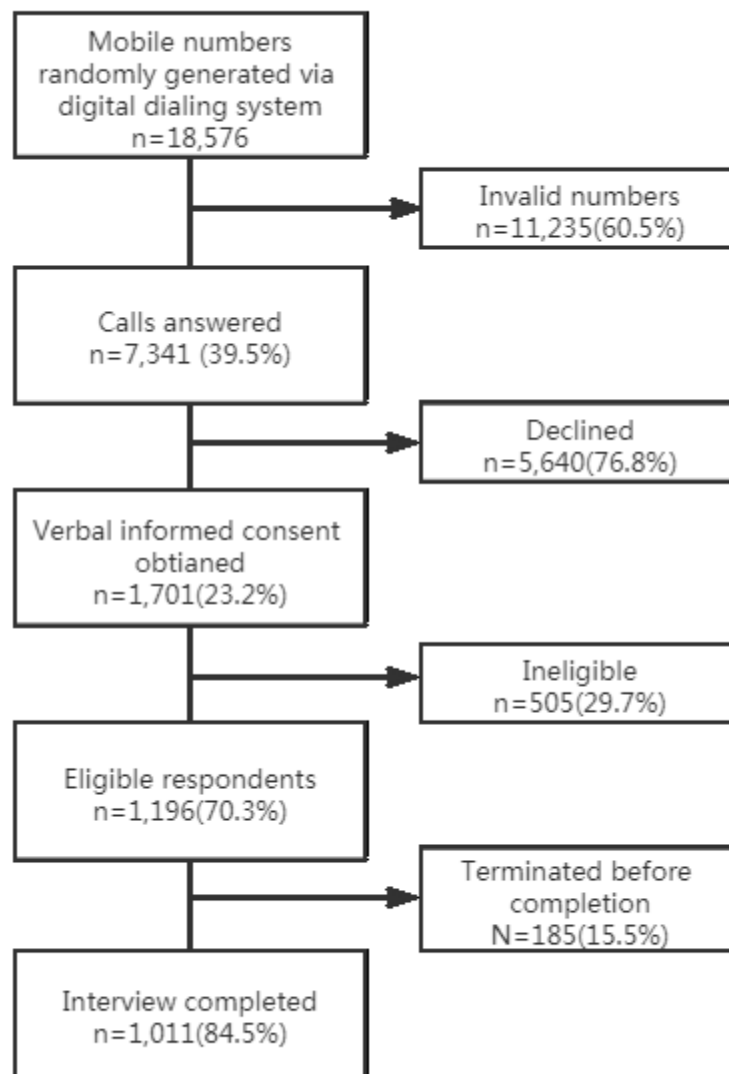 Mobile numbers
randomly generated via
digital dialing system
n=18,576
Invalid numbers
n=11,235(60.5%)
Calls answered
n=7,341 (39.5%)
Declined
n=5,640(76.8%)
Verbal informed consent
obtianed
n=1,701(23.2%)
Ineligible
n=505(29.7%)
Eligible respondents
n=1,196(70.3%)
Terminated before
completion
N=185(15.5%)
Interview completed
n=1,011(84.5%)